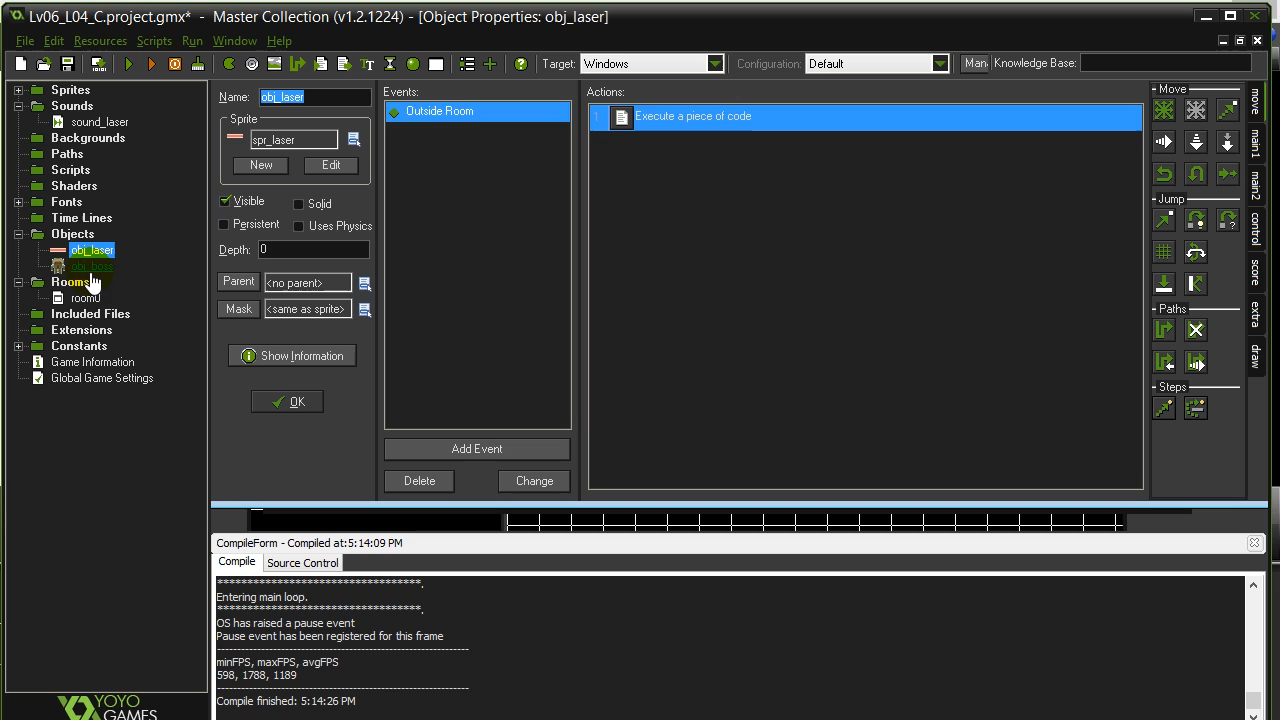 Lv06_L04_C.project.gmx* - Master Collection (v1.2.1224) - [Object Properties: obj_laser]
File Edit Resources Scripts Run Window Help
Target: Windows Configuration: Default Man Knowledge Base:
Sprites
Sounds
sound_laser
Backgrounds
Paths
Scripts
Shaders
Fonts
Time Lines
Objects
obj_laser
obj_boss
Rooms
room0
Included Files
Extensions
Constants
Game Information
Global Game Settings
YOYO
GAMES
Name: obj_laser
Sprite
spr_laser
New Edit
Visible Solid
Persistent Uses Physics
Depth: 0
Parent <no parent>
Mask <same as sprite>
Show Information
OK
Events:
Outside Room
Add Event
Delete Change
Actions:
1 Execute a piece of code
Move
Jump
Paths
Steps
move
main1
main2
control
score
extra
draw
CompileForm - Compiled at:5:14:09 PM
Compile Source Control
**********************************.
Entering main loop.
**********************************.
OS has raised a pause event
Pause event has been registered for this frame
---------------------------------------------------------------
minFPS, maxFPS, avgFPS
598, 1788, 1189
---------------------------------------------------------------
Compile finished: 5:14:26 PM